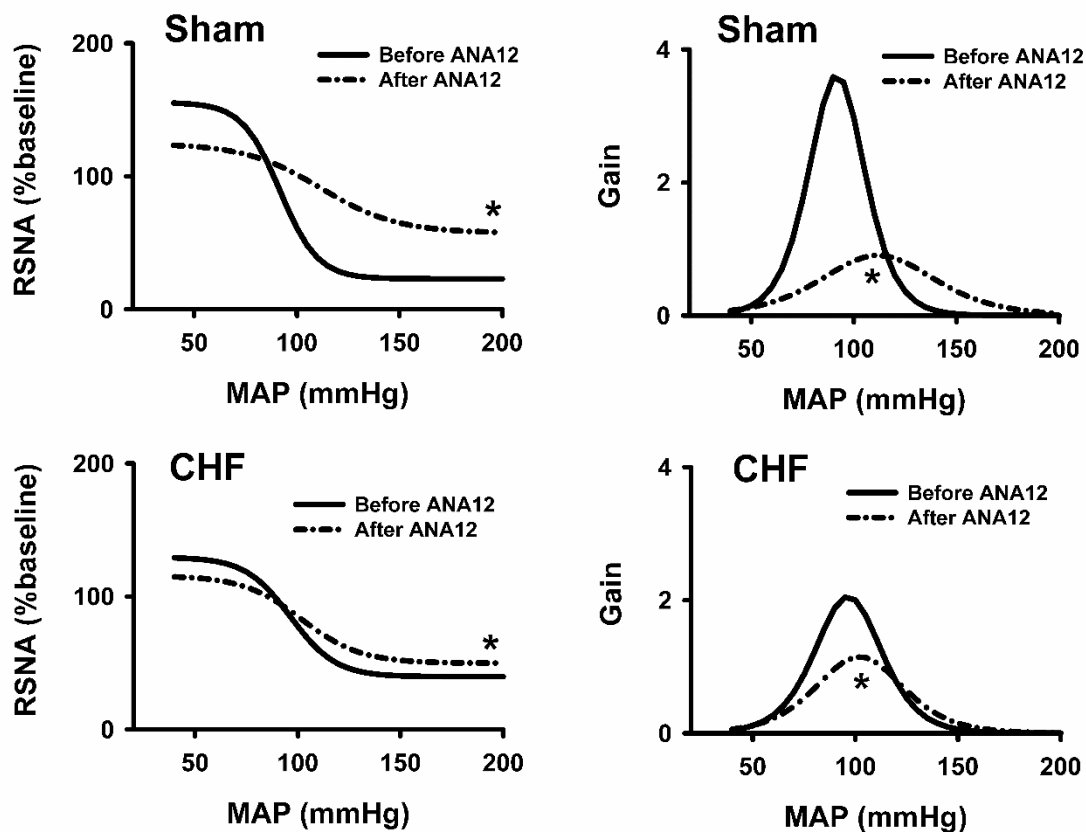 Sham
Before ANA12
After ANA12
RSNA (%baseline)
200
100
0
*
50 100 150 200
MAP (mmHg)
Sham
Before ANA12
After ANA12
Gain
4
2
0
*
50 100 150 200
MAP (mmHg)
CHF
Before ANA12
After ANA12
RSNA (%baseline)
200
100
0
*
50 100 150 200
MAP (mmHg)
CHF
Before ANA12
After ANA12
Gain
4
2
0
*
50 100 150 200
MAP (mmHg)